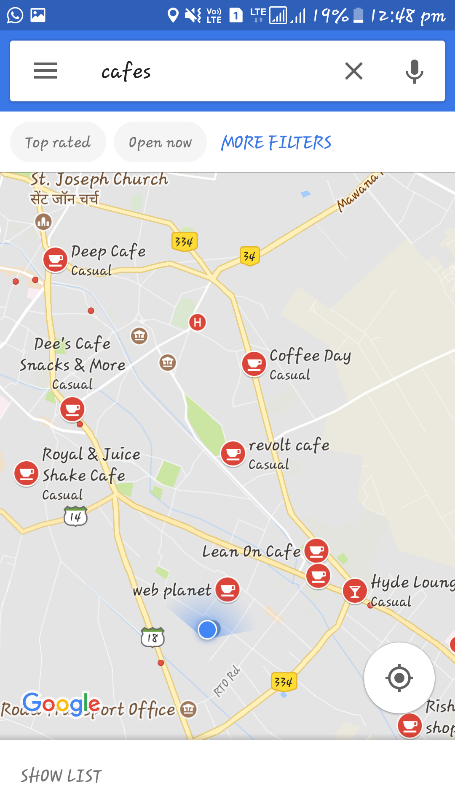 Vo)) LTE 1 LTE 19% 12:48 pm
cafes
Top rated
Open now
MORE FILTERS
St. Joseph Church
सेंट जॉन चर्च
Mawana
334
34
Deep Cafe
Casual
H
Dee's Cafe
Snacks & More
Casual
Coffee Day
Casual
revolt cafe
Casual
Royal & Juice
Shake Cafe
Casual
14
Lean On Cafe
web planet
Hyde Loung
Casual
18
RTO Rd
334
Google
Road Port Office
Rish
shop
SHOW LIST